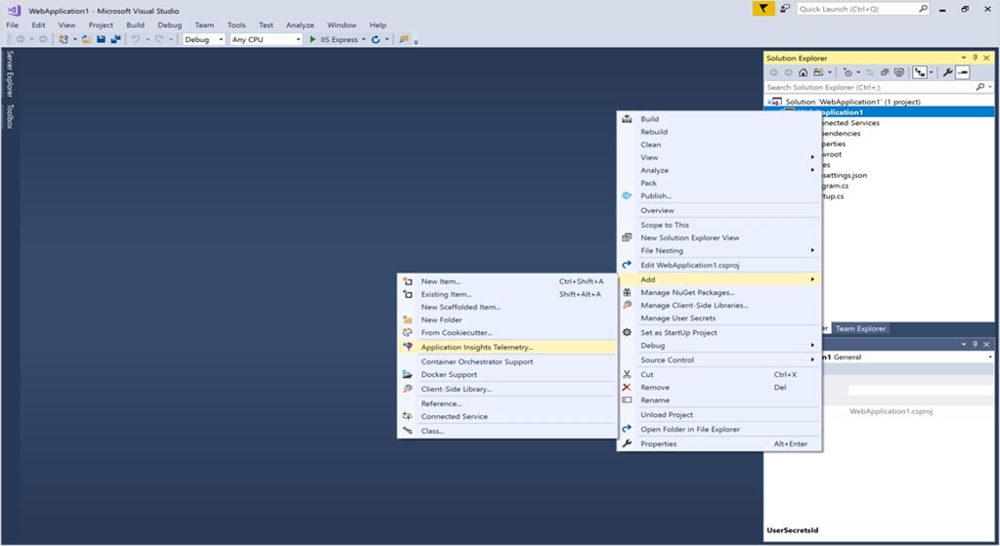 WebApplication1 - Microsoft Visual Studio
Quick Launch (Ctrl+Q)
File Edit View Project Build Debug Team Tools Test Analyze Window Help
Debug Any CPU IIS Express
Server Explorer
Toolbox
Solution Explorer
Search Solution Explorer (Ctrl+;)
Solution 'WebApplication1' (1 project)
pplication1
nnected Services
pendencies
perties
wroot
es
settings.json
gram.cs
tup.cs
Build
Rebuild
Clean
View
Analyze
Pack
Publish...
Overview
Scope to This
New Solution Explorer View
File Nesting
Edit WebApplication1.csproj
Add
Manage NuGet Packages...
Manage Client-Side Libraries...
Manage User Secrets
Set as StartUp Project
Debug
Source Control
Cut Ctrl+X
Remove Del
Rename
Unload Project
Open Folder in File Explorer
Properties Alt+Enter
New Item... Ctrl+Shift+A
Existing Item... Shift+Alt+A
New Scaffolded Item...
New Folder
From Cookiecutter...
Application Insights Telemetry...
Container Orchestrator Support
Docker Support
Client-Side Library...
Reference...
Connected Service
Class...
er Team Explorer
n1 General
WebApplication1.csproj
UserSecretsId